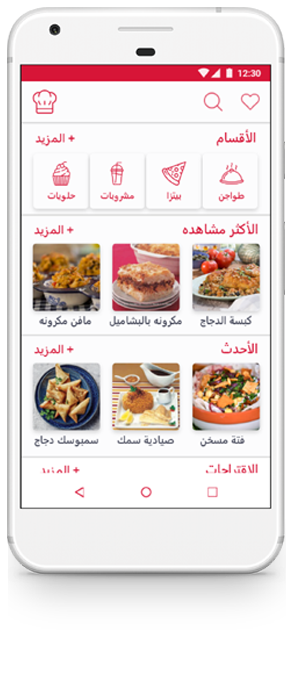 12:30
الأقسام
+ المزيد
طواجن
بيتزا
مشروبات
حلويات
الأكثر مشاهده
+ المزيد
كبسة الدجاج
مكرونه بالبشاميل
مافن مكرونه
الأحدث
+ المزيد
فتة مسخن
صيادية سمك
سمبوسك دجاج
الاقتراحات
+ المزيد